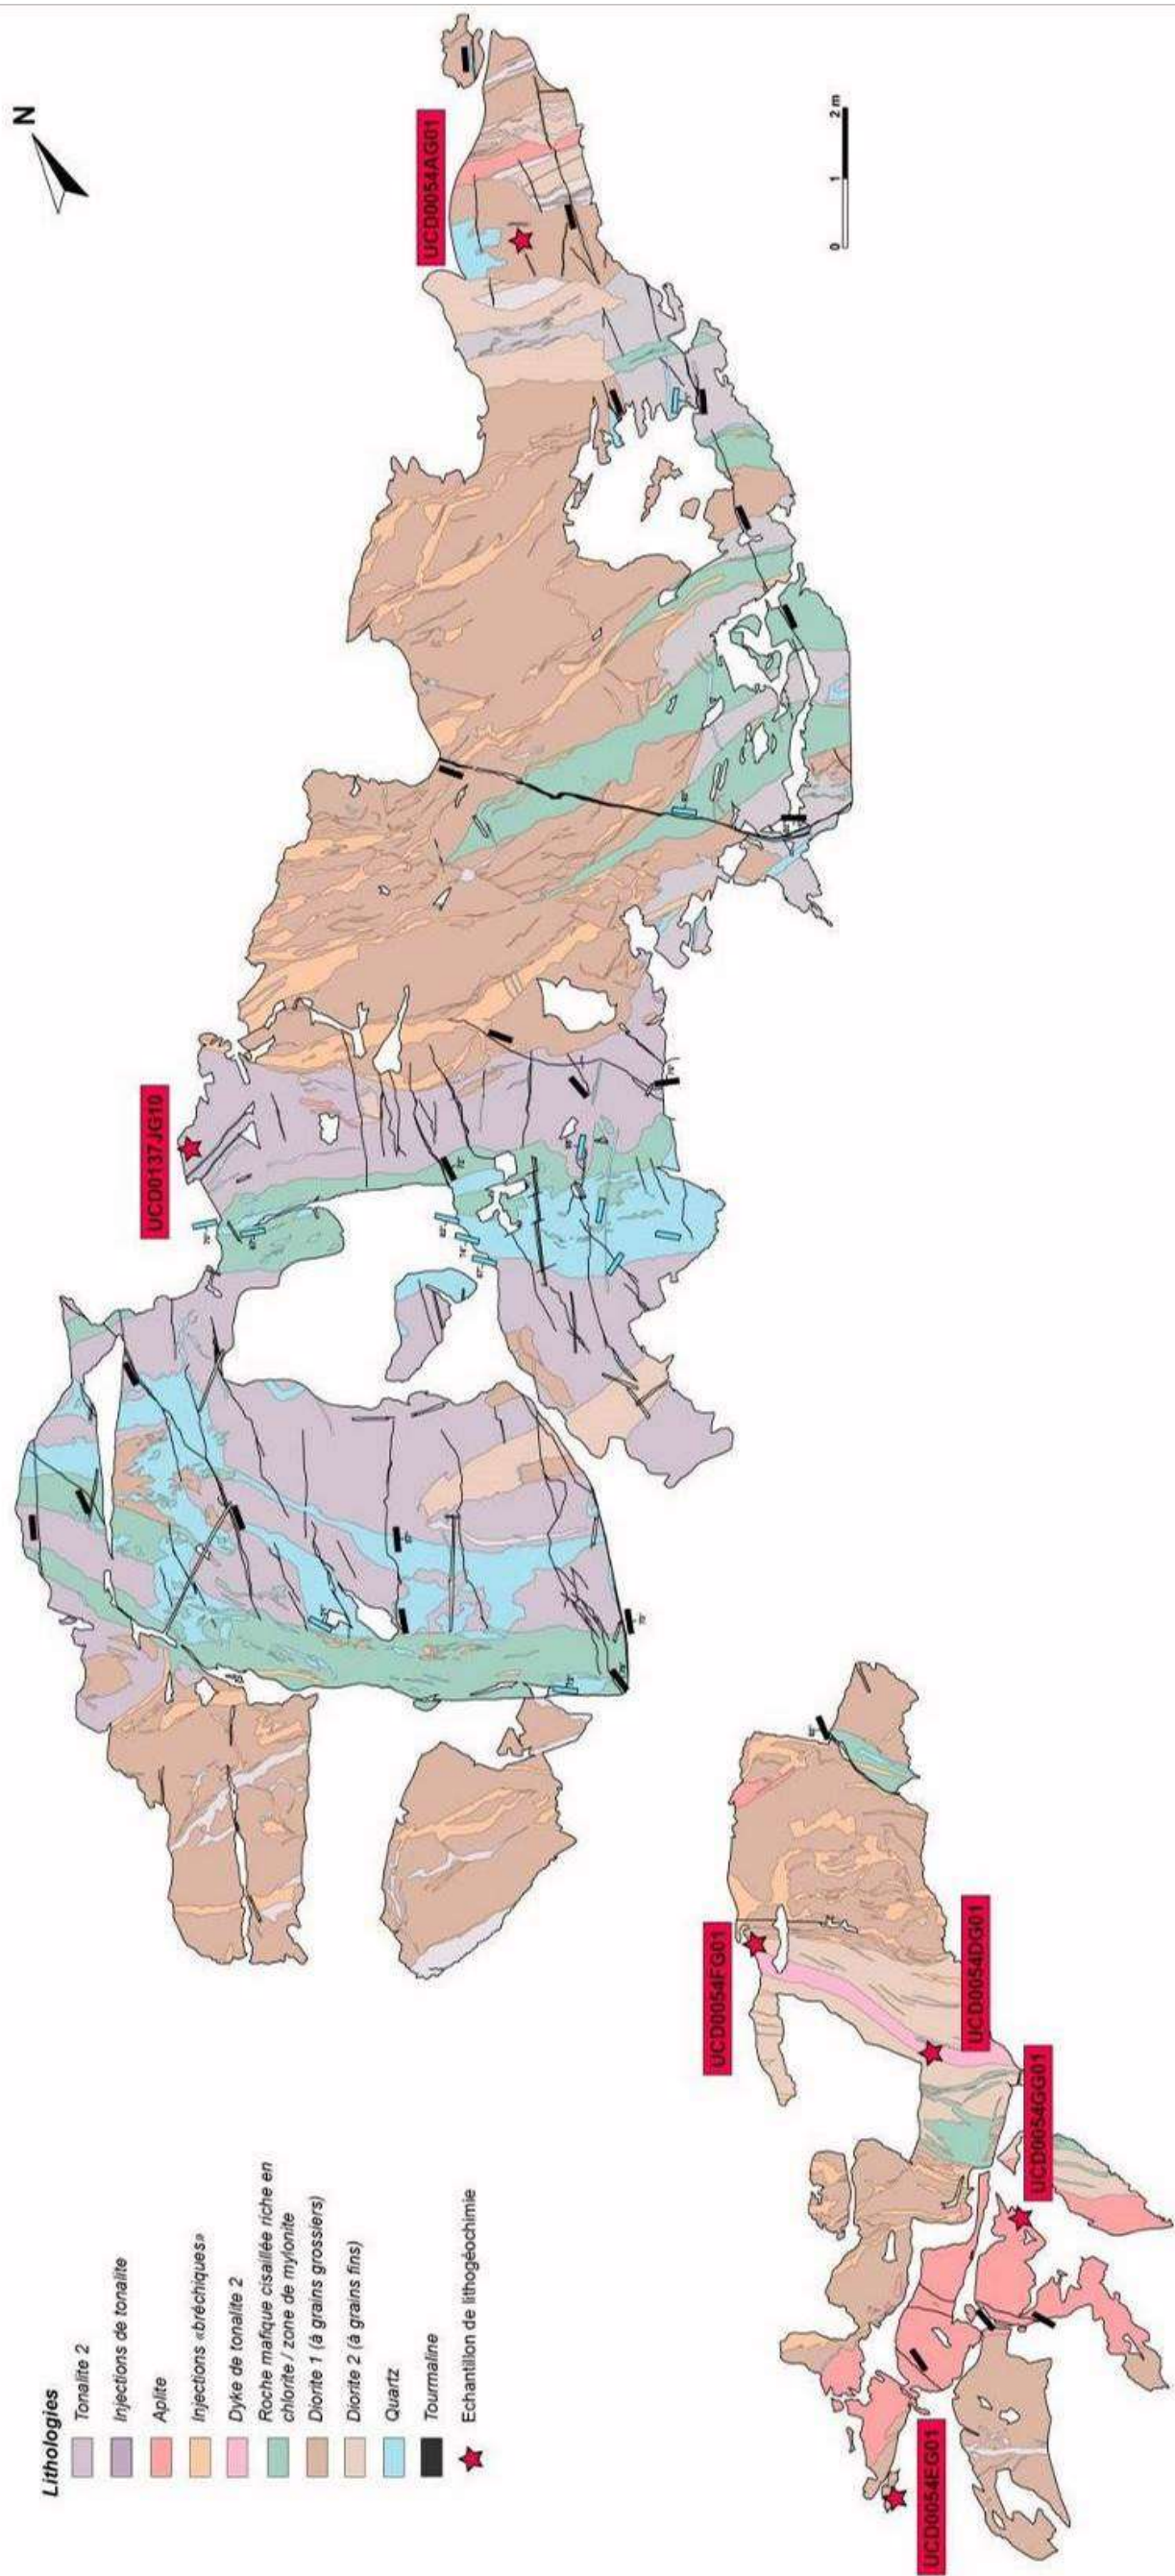 N
UCD0054AG01
0 1 2 m
UCD0137JG10
UCD0054FG01
UCD0054DG01
UCD0054GG01
UCD0054EG01
Lithologies
Tonalite 2
Injections de tonalite
Aplite
Injections «bréchiques»
Dyke de tonalite 2
Roche mafique cisaillée riche en
chlorite / zone de mylonite
Diorite 1 (à grains grossiers)
Diorite 2 (à grains fins)
Quartz
Tourmaline
Echantillon de lithogéochimie